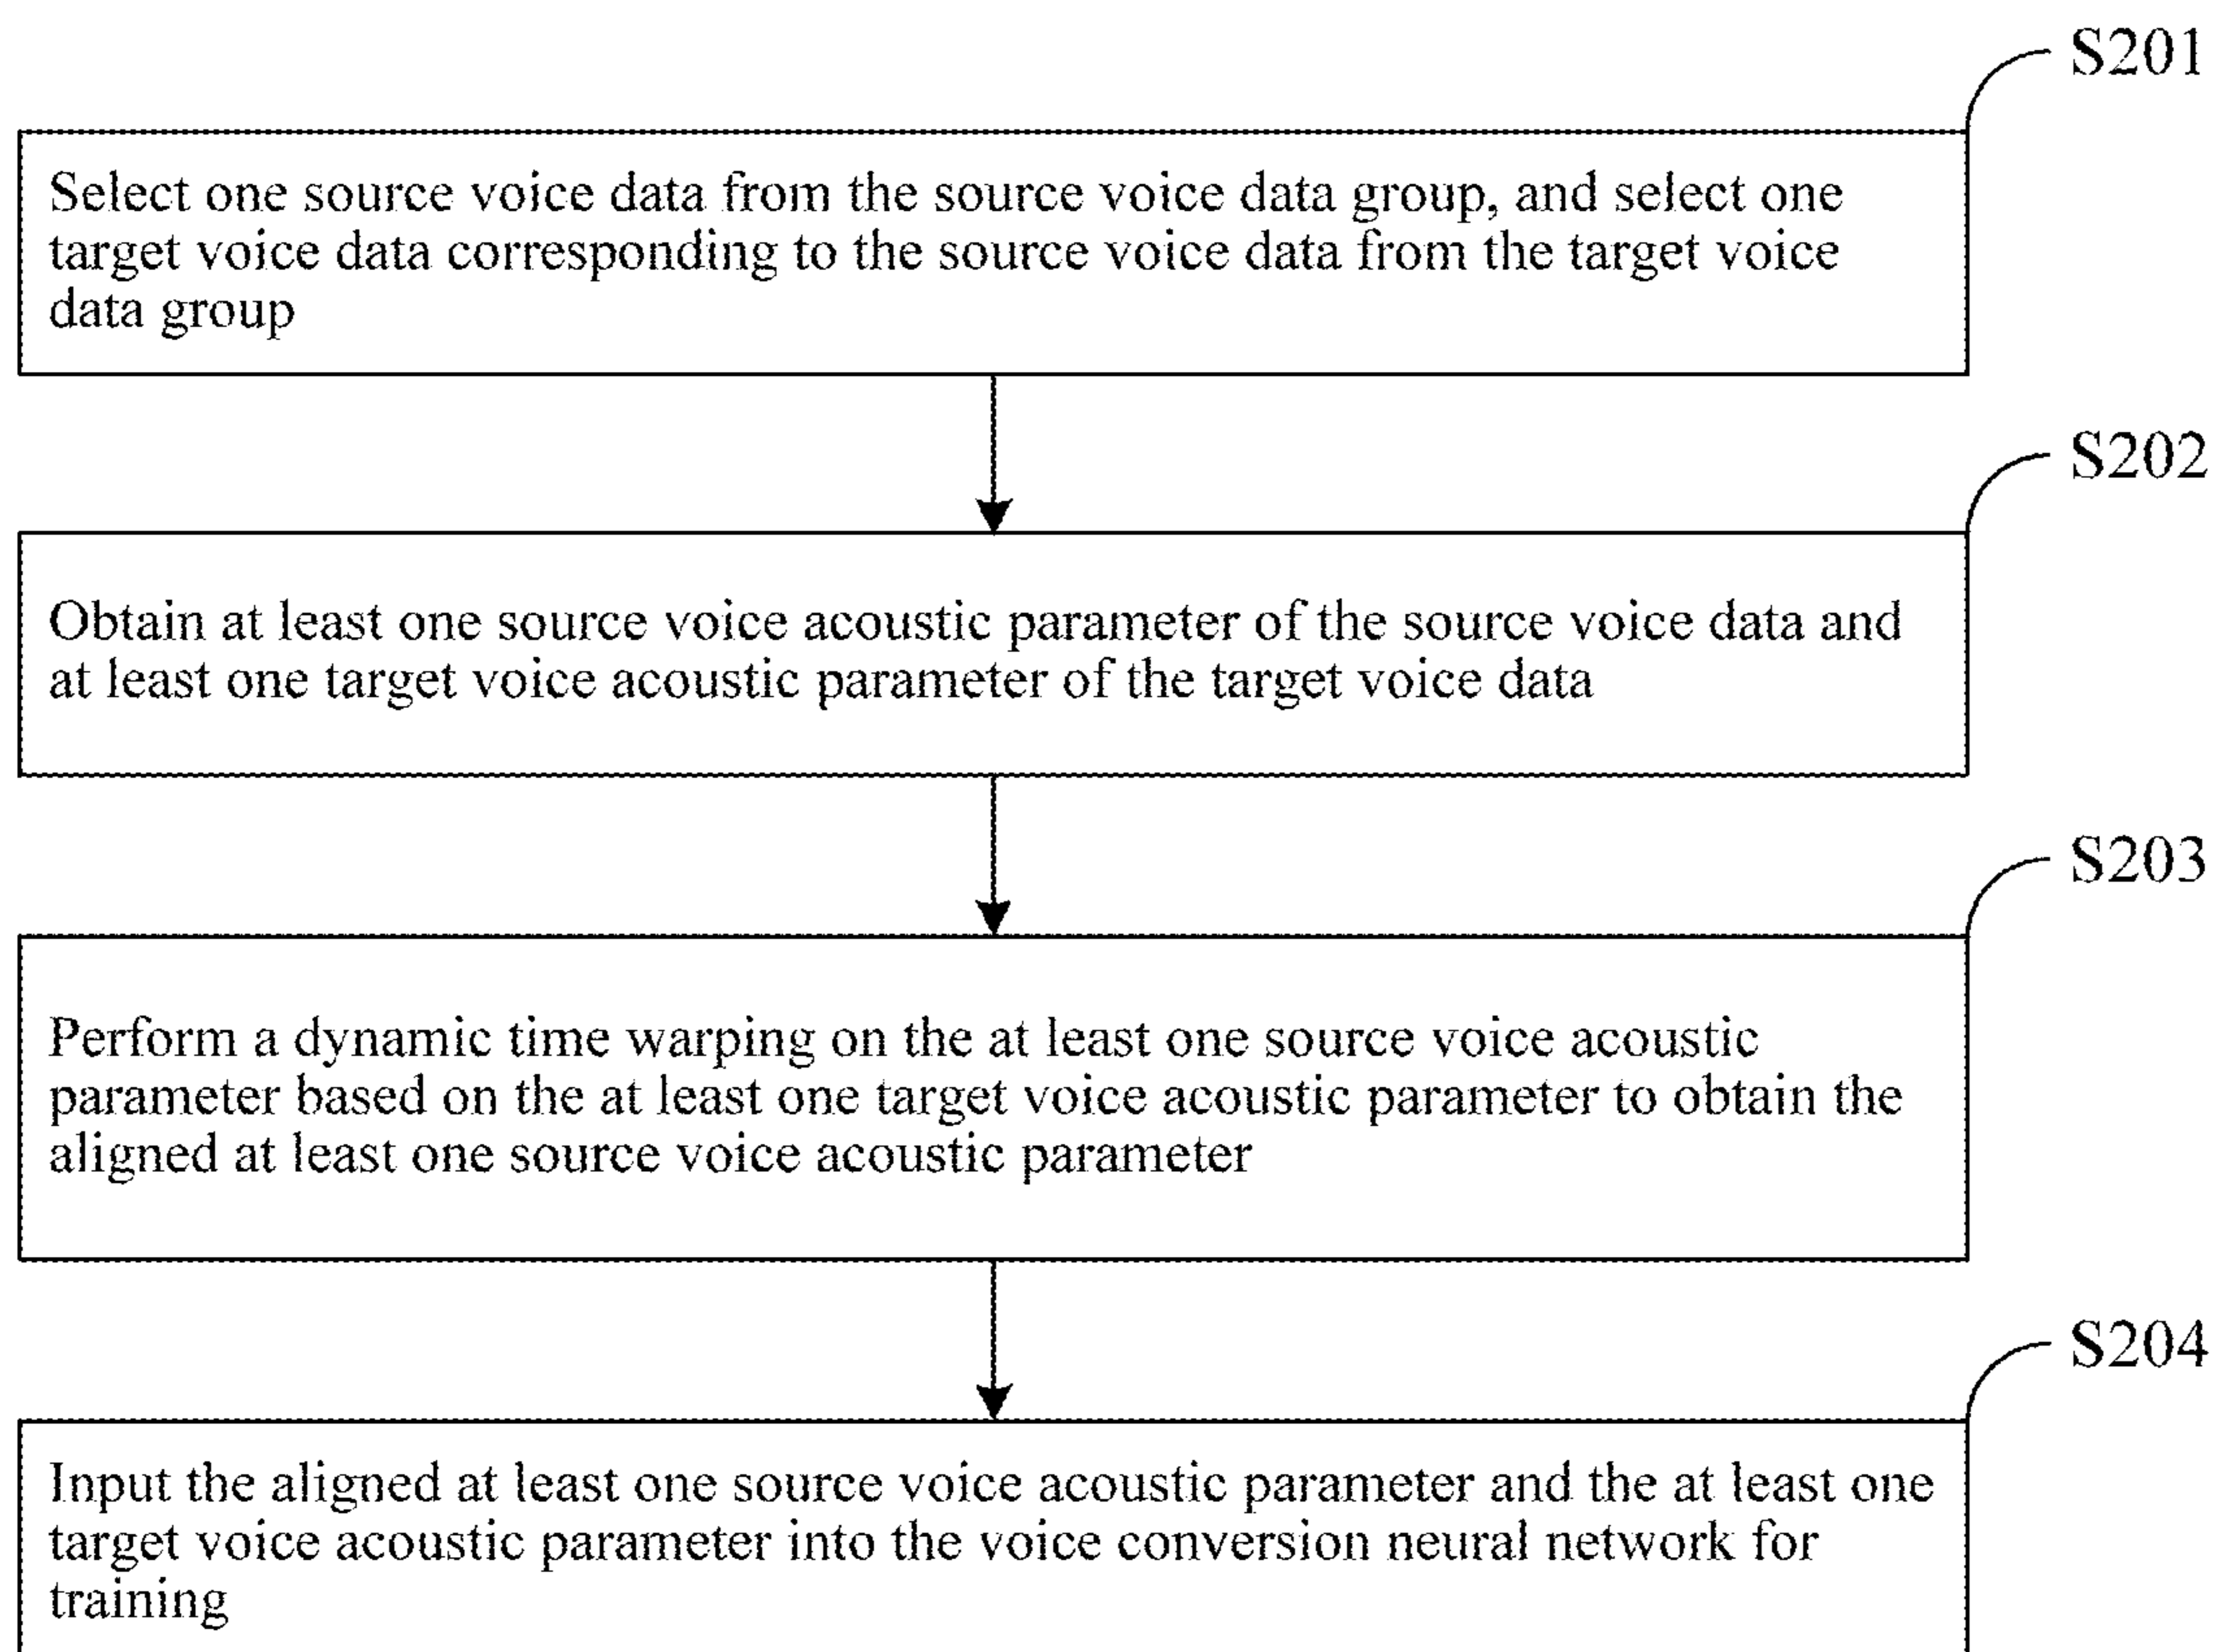 S201
Select one source voice data from the source voice data group, and select one
target voice data corresponding to the source voice data from the target voice
data group
S202
Obtain at least one source voice acoustic parameter of the source voice data and
at least one target voice acoustic parameter of the target voice data
S203
Perform a dynamic time warping on the at least one source voice acoustic
parameter based on the at least one target voice acoustic parameter to obtain the
aligned at least one source voice acoustic parameter
S204
Input the aligned at least one source voice acoustic parameter and the at least one
target voice acoustic parameter into the voice conversion neural network for
training